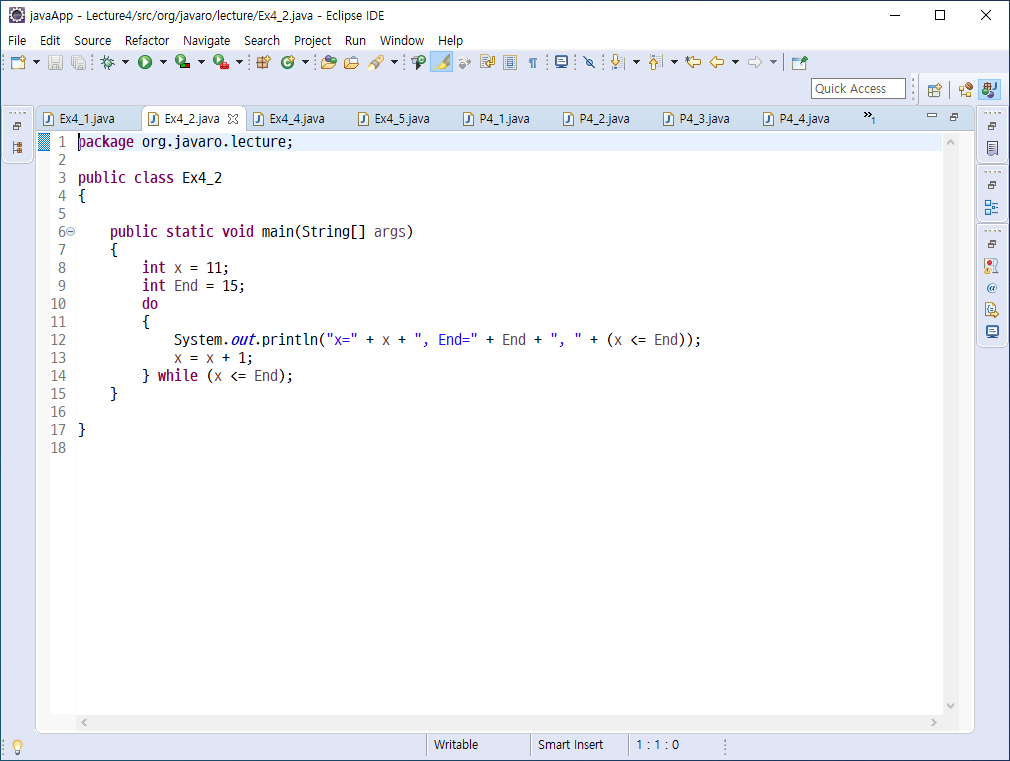 javaApp - Lecture4/src/org/javaro/lecture/Ex4_2.java - Eclipse IDE
File Edit Source Refactor Navigate Search Project Run Window Help
Quick Access
Ex4_1.java Ex4_2.java Ex4_4.java Ex4_5.java P4_1.java P4_2.java P4_3.java P4_4.java »1
1 package org.javaro.lecture;
2
3 public class Ex4_2
4 {
5
6 public static void main(String[] args)
7 {
8 int x = 11;
9 int End = 15;
10 do
11 {
12 System.out.println("x=" + x + ", End=" + End + ", " + (x <= End));
13 x = x + 1;
14 } while (x <= End);
15 }
16
17 }
18
Writable Smart Insert 1 : 1 : 0